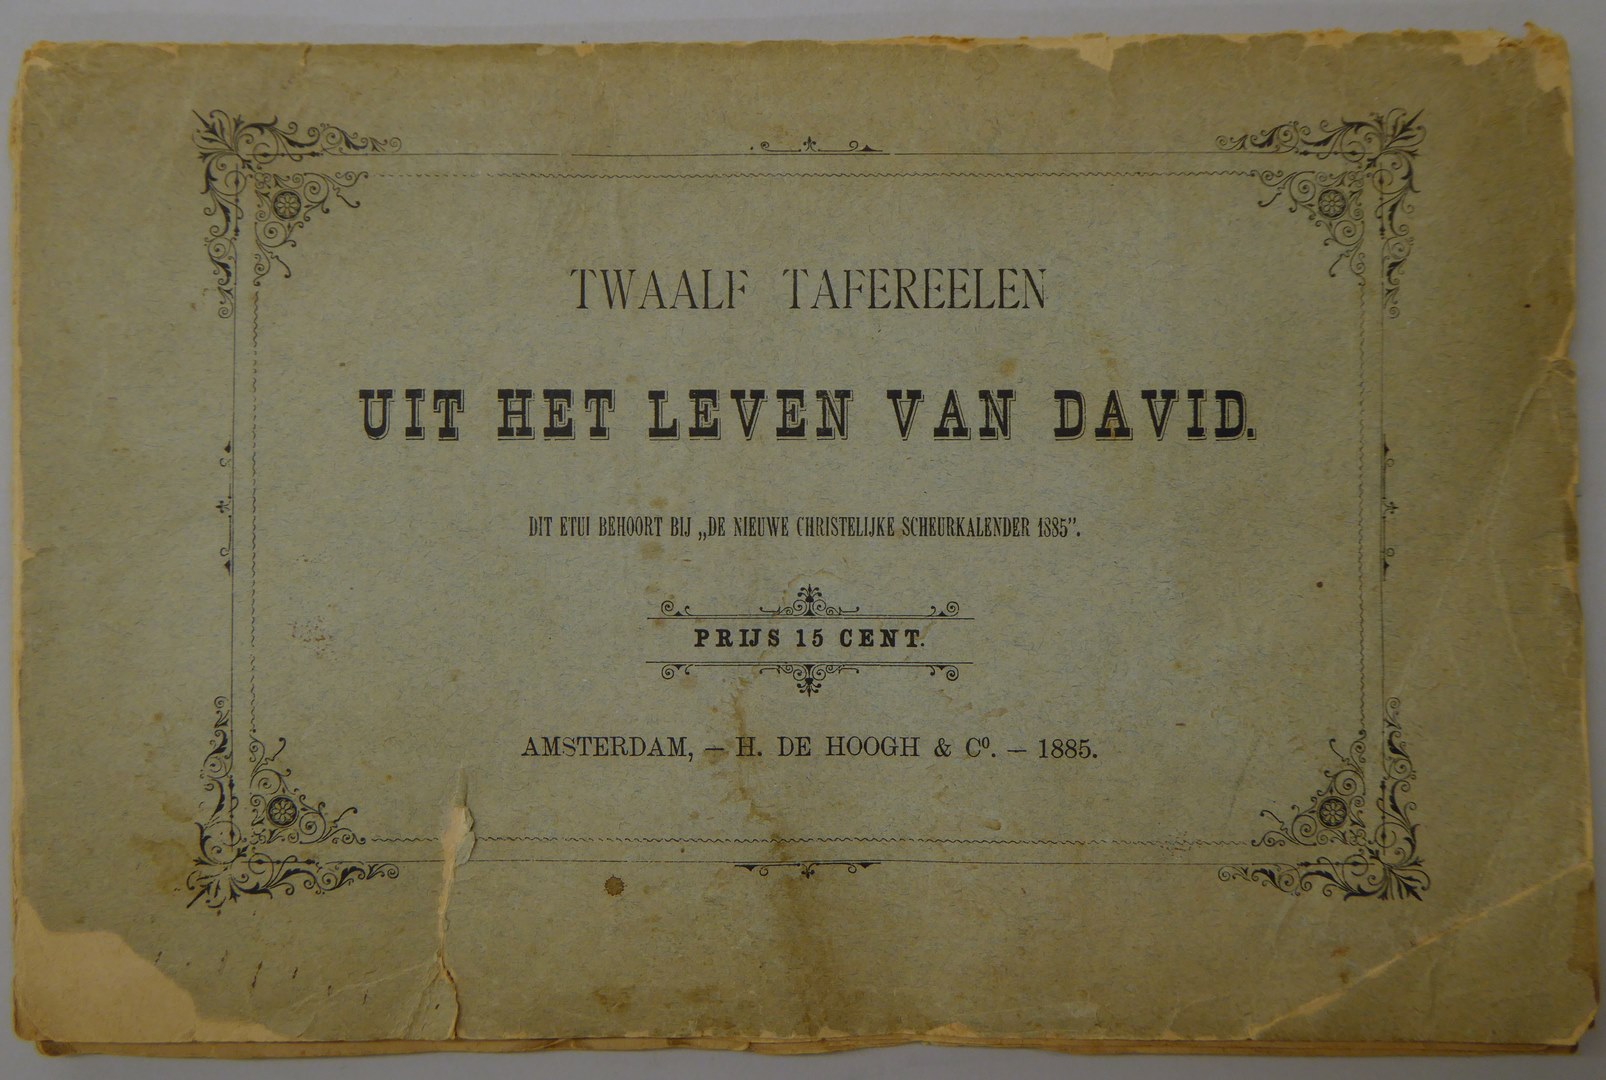 TWAALF TAFEREELEN
UIT HET LEVEN VAN DAVID.
DIT ETUI BEHOORT BIJ „DE NIEUWE CHRISTELIJKE SCHEURKALENDER 1885”.
PRIJS 15 CENT.
AMSTERDAM, — H. DE HOOGH & Cº. — 1885.